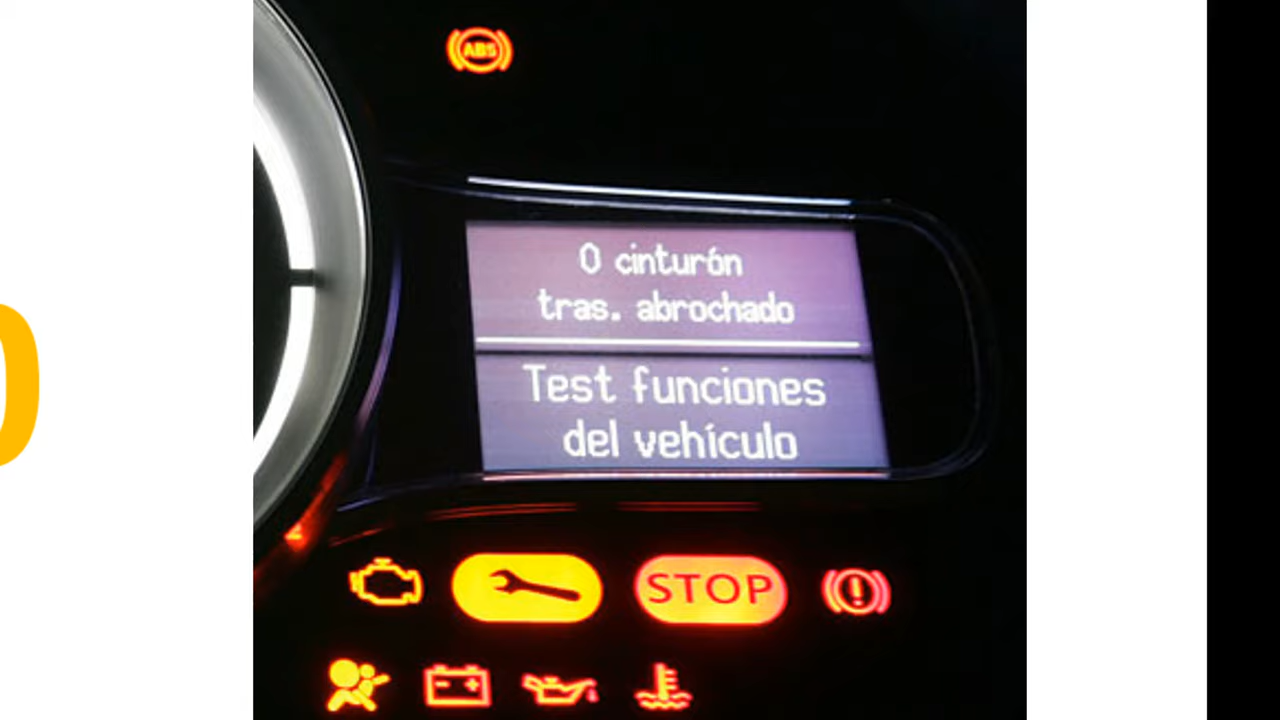 ABS
0 cinturón
tras. abrochado
Test funciones
del vehículo
STOP